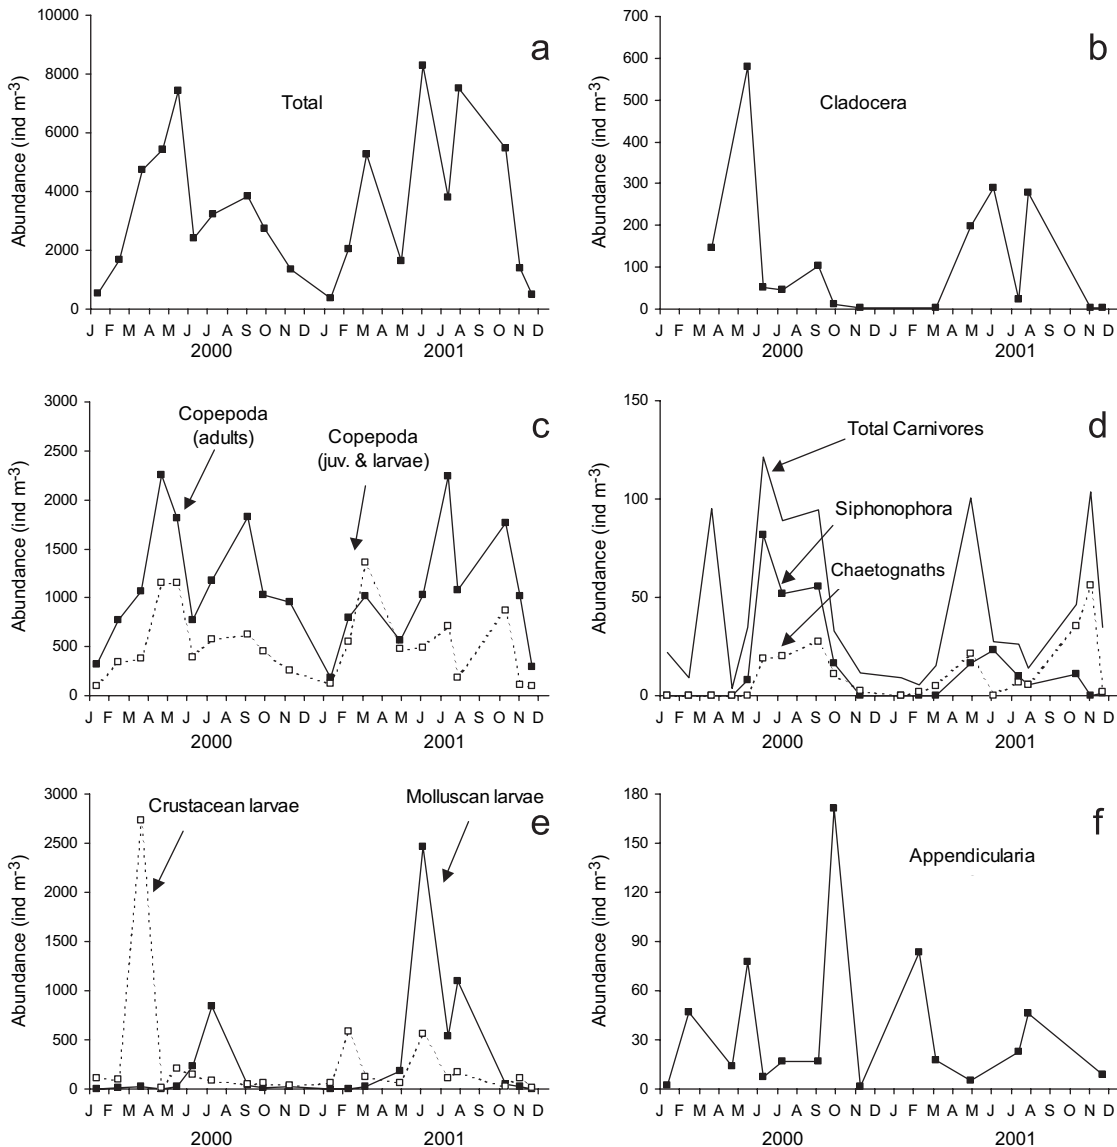 10000
8000
6000
4000
2000
0
Abundance (ind m-3)
a
Total
J F M A M J J A S O N D J F M A M J J A S O N D
2000 2001
700
600
500
400
300
200
100
0
Abundance (ind m-3)
b
Cladocera
J F M A M J J A S O N D J F M A M J J A S O N D
2000 2001
3000
2500
2000
1500
1000
500
0
Abundance (ind m-3)
c
Copepoda
(adults)
Copepoda
(juv. & larvae)
J F M A M J J A S O N D J F M A M J J A S O N D
2000 2001
150
100
50
0
Abundance (ind m-3)
d
Total Carnivores
Siphonophora
Chaetognaths
J F M A M J J A S O N D J F M A M J J A S O N D
2000 2001
3000
2500
2000
1500
1000
500
0
Abundance (ind m-3)
e
Crustacean larvae
Molluscan larvae
J F M A M J J A S O N D J F M A M J J A S O N D
2000 2001
180
150
120
90
60
30
0
Abundance (ind m-3)
f
Appendicularia
J F M A M J J A S O N D J F M A M J J A S O N D
2000 2001